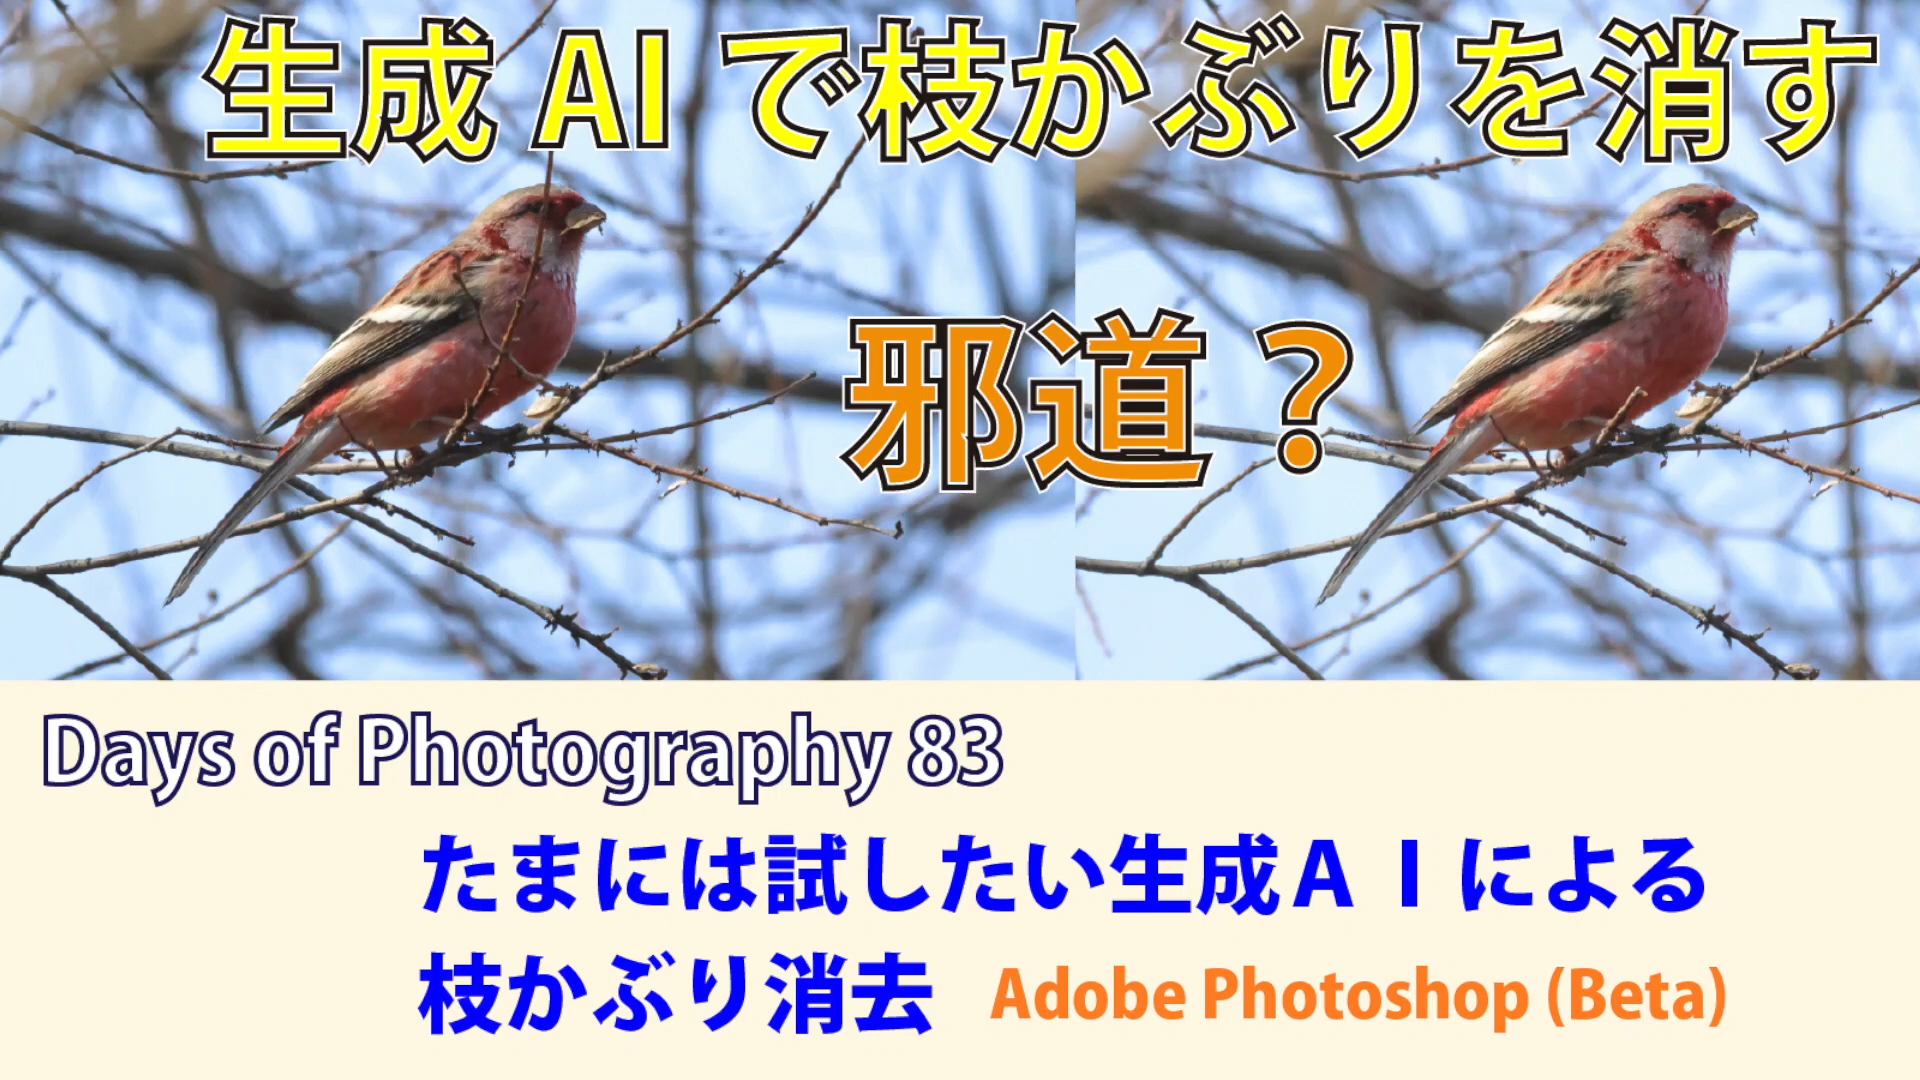 生成AIで枝かぶりを消す
邪道？
Days of Photography 83
たまには試したい生成ＡＩによる
枝かぶり消去 Adobe Photoshop (Beta)